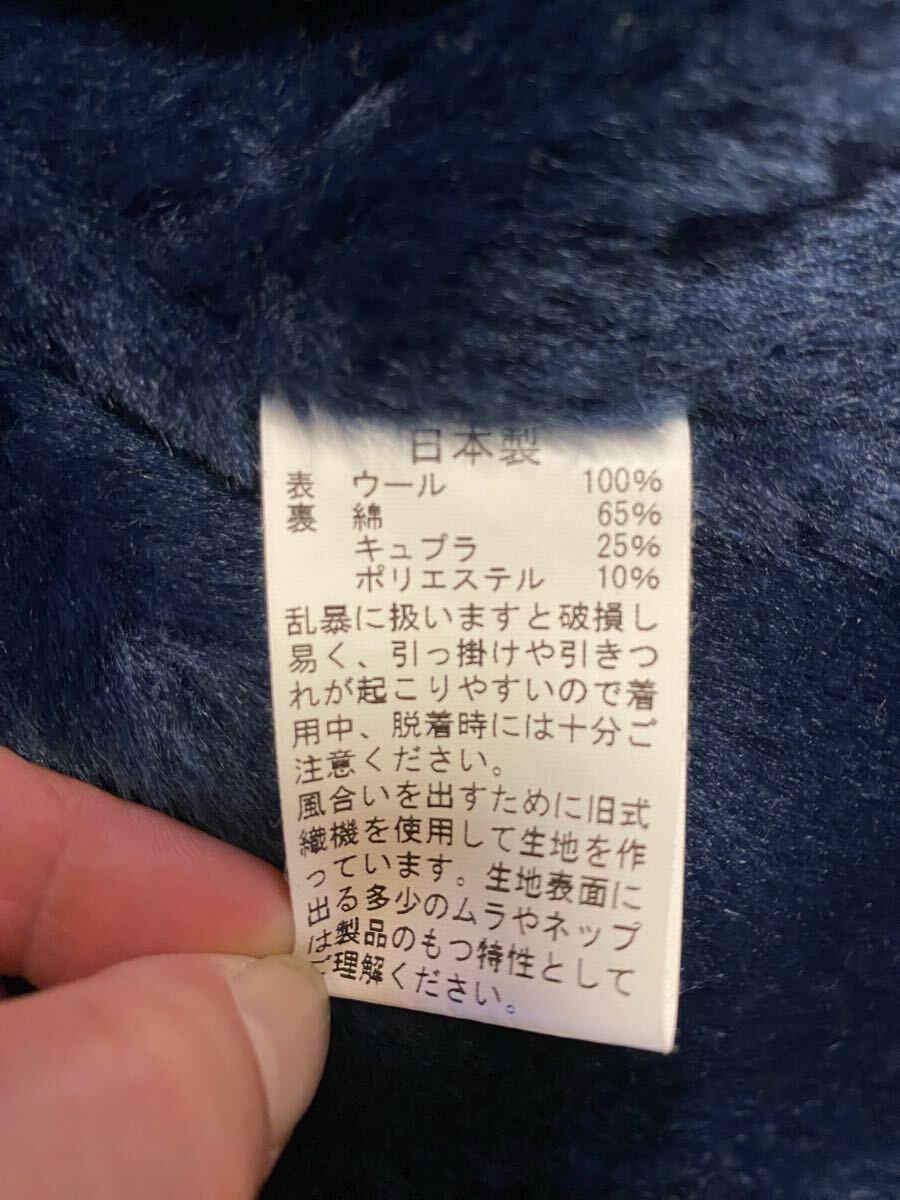 日本製
表 ウール 100%
裏 綿 65%
キュプラ 25%
ポリエステル 10%
乱暴に扱いますと破損し
易く、引っ掛けや引きつ
れが起こりやすいので着
用中、脱着時には十分ご
注意ください。
風合いを出すために旧式
織機を使用して生地を作
っています。生地表面に
出る多少のムラやネップ
は製品のもつ特性として
ご理解ください。